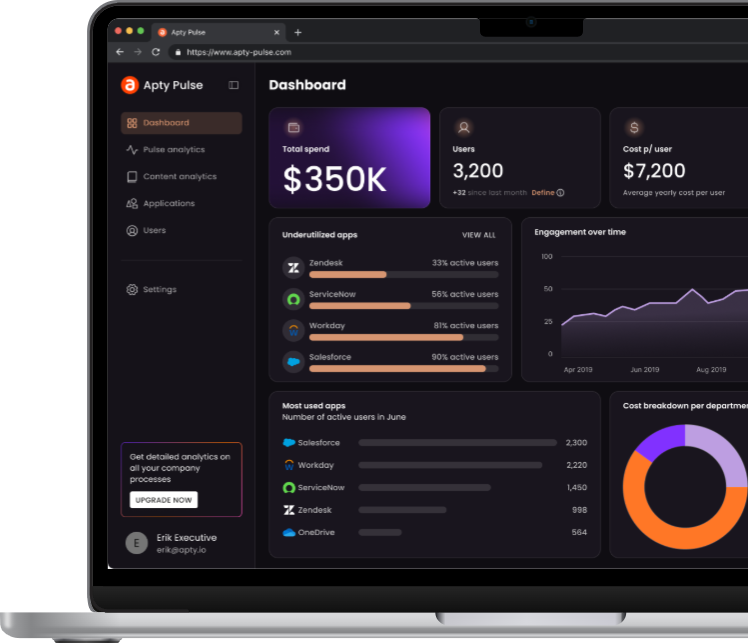 Apty Pulse
https://www.apty-pulse.com
Apty Pulse
Dashboard
Pulse analytics
Content analytics
Applications
Users
Settings
Get detailed analytics on
all your company
processes
UPGRADE NOW
E
Erik Executive
erik@apty.io
Dashboard
Total spend
$350K
Users
3,200
+32 since last month Define
Cost p/ user
$7,200
Average yearly cost per user
Underutilized apps VIEW ALL
Zendesk 33% active users
ServiceNow 56% active users
Workday 81% active users
Salesforce 90% active users
Engagement over time
100
50
25
0
Apr 2019 Jun 2019 Aug 2019
Most used apps
Number of active users in June
Salesforce 2,300
Workday 2,220
ServiceNow 1,450
Zendesk 998
OneDrive 564
Cost breakdown per departme